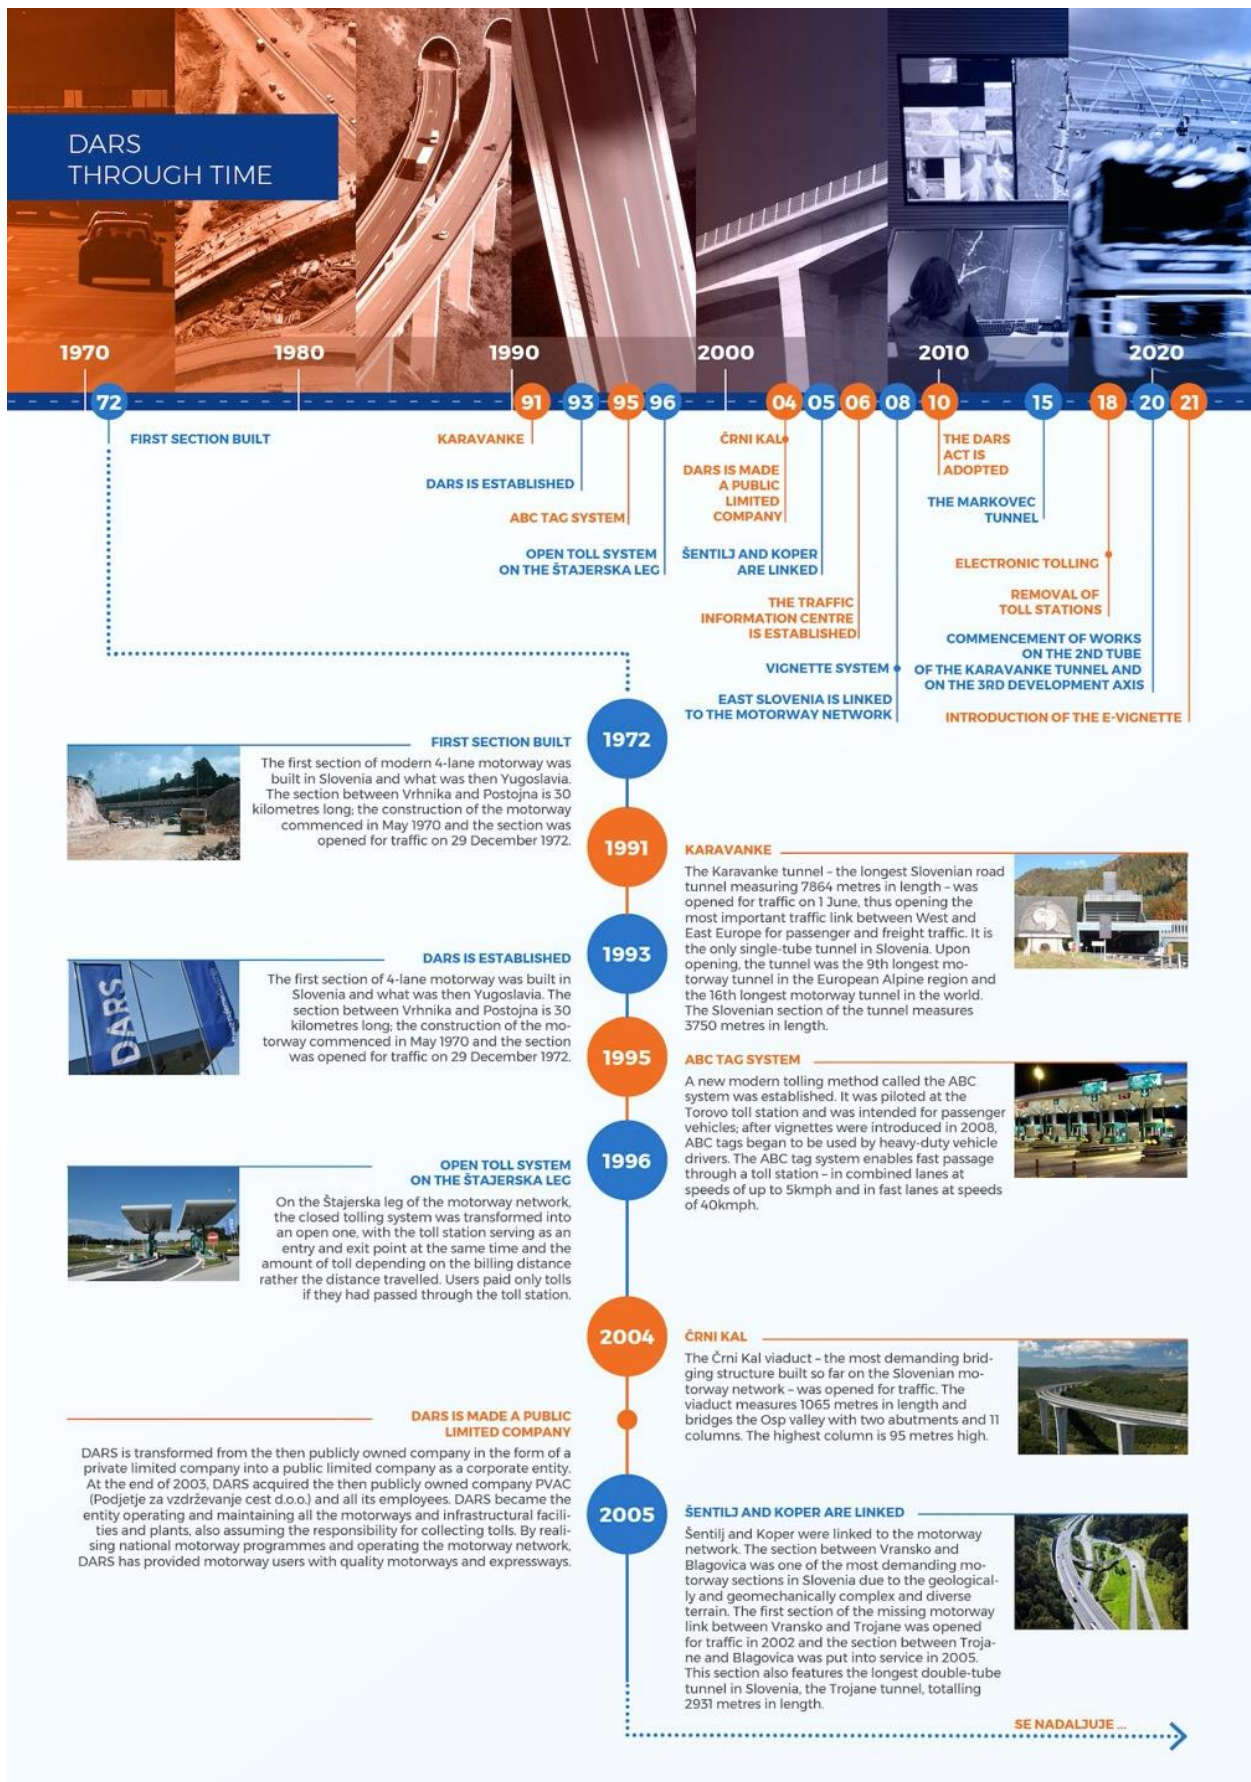 DARS
THROUGH TIME
1970
1980
1990
2000
2010
2020
72
91
93
95
96
04
05
06
08
10
15
18
20
21
FIRST SECTION BUILT
KARAVANKE
DARS IS ESTABLISHED
ABC TAG SYSTEM
OPEN TOLL SYSTEM
ON THE ŠTAJERSKA LEG
ČRNI KAL
DARS IS MADE
A PUBLIC
LIMITED
COMPANY
ŠENTILJ AND KOPER
ARE LINKED
THE TRAFFIC
INFORMATION CENTRE
IS ESTABLISHED
VIGNETTE SYSTEM
EAST SLOVENIA IS LINKED
TO THE MOTORWAY NETWORK
THE DARS
ACT IS
ADOPTED
THE MARKOVEC
TUNNEL
ELECTRONIC TOLLING
REMOVAL OF
TOLL STATIONS
COMMENCEMENT OF WORKS
ON THE 2ND TUBE
OF THE KARAVANKE TUNNEL AND
ON THE 3RD DEVELOPMENT AXIS
INTRODUCTION OF THE E-VIGNETTE
1972
FIRST SECTION BUILT
The first section of modern 4-lane motorway was
built in Slovenia and what was then Yugoslavia.
The section between Vrhnika and Postojna is 30
kilometres long; the construction of the motorway
commenced in May 1970 and the section was
opened for traffic on 29 December 1972.
1991
KARAVANKE
The Karavanke tunnel – the longest Slovenian road
tunnel measuring 7864 metres in length – was
opened for traffic on 1 June, thus opening the
most important traffic link between West and
East Europe for passenger and freight traffic. It is
the only single-tube tunnel in Slovenia. Upon
opening, the tunnel was the 9th longest mo-
torway tunnel in the European Alpine region and
the 16th longest motorway tunnel in the world.
The Slovenian section of the tunnel measures
3750 metres in length.
1993
DARS IS ESTABLISHED
DARS
The first section of 4-lane motorway was built in
Slovenia and what was then Yugoslavia. The
section between Vrhnika and Postojna is 30
kilometres long; the construction of the mo-
torway commenced in May 1970 and the section
was opened for traffic on 29 December 1972.
1995
ABC TAG SYSTEM
A new modern tolling method called the ABC
system was established. It was piloted at the
Torovo toll station and was intended for passenger
vehicles; after vignettes were introduced in 2008,
ABC tags began to be used by heavy-duty vehicle
drivers. The ABC tag system enables fast passage
through a toll station – in combined lanes at
speeds of up to 5kmph and in fast lanes at speeds
of 40kmph.
1996
OPEN TOLL SYSTEM
ON THE ŠTAJERSKA LEG
On the Štajerska leg of the motorway network,
the closed tolling system was transformed into
an open one, with the toll station serving as an
entry and exit point at the same time and the
amount of toll depending on the billing distance
rather the distance travelled. Users paid only tolls
if they had passed through the toll station.
2004
ČRNI KAL
The Črni Kal viaduct – the most demanding brid-
ging structure built so far on the Slovenian mo-
torway network – was opened for traffic. The
viaduct measures 1065 metres in length and
bridges the Osp valley with two abutments and 11
columns. The highest column is 95 metres high.
DARS IS MADE A PUBLIC
LIMITED COMPANY
DARS is transformed from the then publicly owned company in the form of a
private limited company into a public limited company as a corporate entity.
At the end of 2003, DARS acquired the then publicly owned company PVAC
(Podjetje za vzdrževanje cest d.o.o.) and all its employees. DARS became the
entity operating and maintaining all the motorways and infrastructural facili-
ties and plants, also assuming the responsibility for collecting tolls. By reali-
sing national motorway programmes and operating the motorway network,
DARS has provided motorway users with quality motorways and expressways.
2005
ŠENTILJ AND KOPER ARE LINKED
Šentilj and Koper were linked to the motorway
network. The section between Vransko and
Blagovica was one of the most demanding mo-
torway sections in Slovenia due to the geological-
ly and geomechanically complex and diverse
terrain. The first section of the missing motorway
link between Vransko and Trojane was opened
for traffic in 2002 and the section between Troja-
ne and Blagovica was put into service in 2005.
This section also features the longest double-tube
tunnel in Slovenia, the Trojane tunnel, totalling
2931 metres in length.
SE NADALJUJE ...